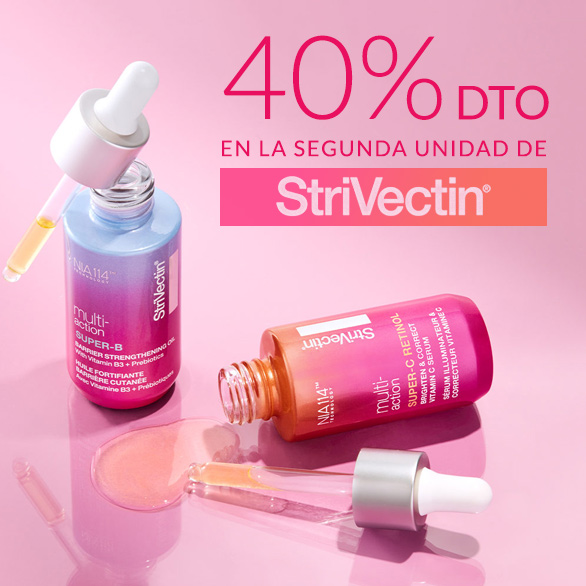 40% DTO
EN LA SEGUNDA UNIDAD DE
StriVectin®
NIA114™
TECHNOLOGY
StriVectin®
multi-
action
SUPER-B
BARRIER STRENGTHENING OIL
with Vitamin B3 + Prebiotics
HUILE FORTIFIANTE
BARRIÈRE CUTANÉE
Avec Vitamine B3 + Prébiotiques
StriVectin®
NIA114™
TECHNOLOGY
multi-
action
SUPER-C RETINOL
BRIGHTEN & CORRECT
VITAMIN C SERUM
SÉRUM ILLUMINATEUR &
CORRECTEUR VITAMINE C